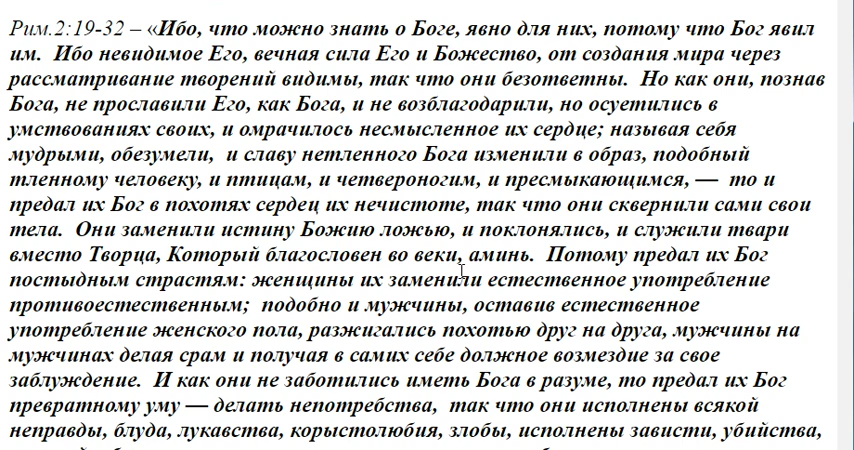 Рим.2:19-32 – «Ибо, что можно знать о Боге, явно для них, потому что Бог явил
им. Ибо невидимое Его, вечная сила Его и Божество, от создания мира через
рассматривание творений видимы, так что они безответны. Но как они, познав
Бога, не прославили Его, как Бога, и не возблагодарили, но осуетились в
умствованиях своих, и омрачилось несмысленное их сердце; называя себя
мудрыми, обезумели, и славу нетленного Бога изменили в образ, подобный
тленному человеку, и птицам, и четвероногим, и пресмыкающимся, — то и
предал их Бог в похотях сердец их нечистоте, так что они сквернили сами свои
тела. Они заменили истину Божию ложью, и поклонялись, и служили твари
вместо Творца, Который благословен во веки, аминь. Потому предал их Бог
постыдным страстям: женщины их заменили естественное употребление
противоестественным; подобно и мужчины, оставив естественное
употребление женского пола, разжигались похотью друг на друга, мужчины на
мужчинах делая срам и получая в самих себе должное возмездие за свое
заблуждение. И как они не заботились иметь Бога в разуме, то предал их Бог
превратному уму — делать непотребства, так что они исполнены всякой
неправды, блуда, лукавства, корыстолюбия, злобы, исполнены зависти, убийства,